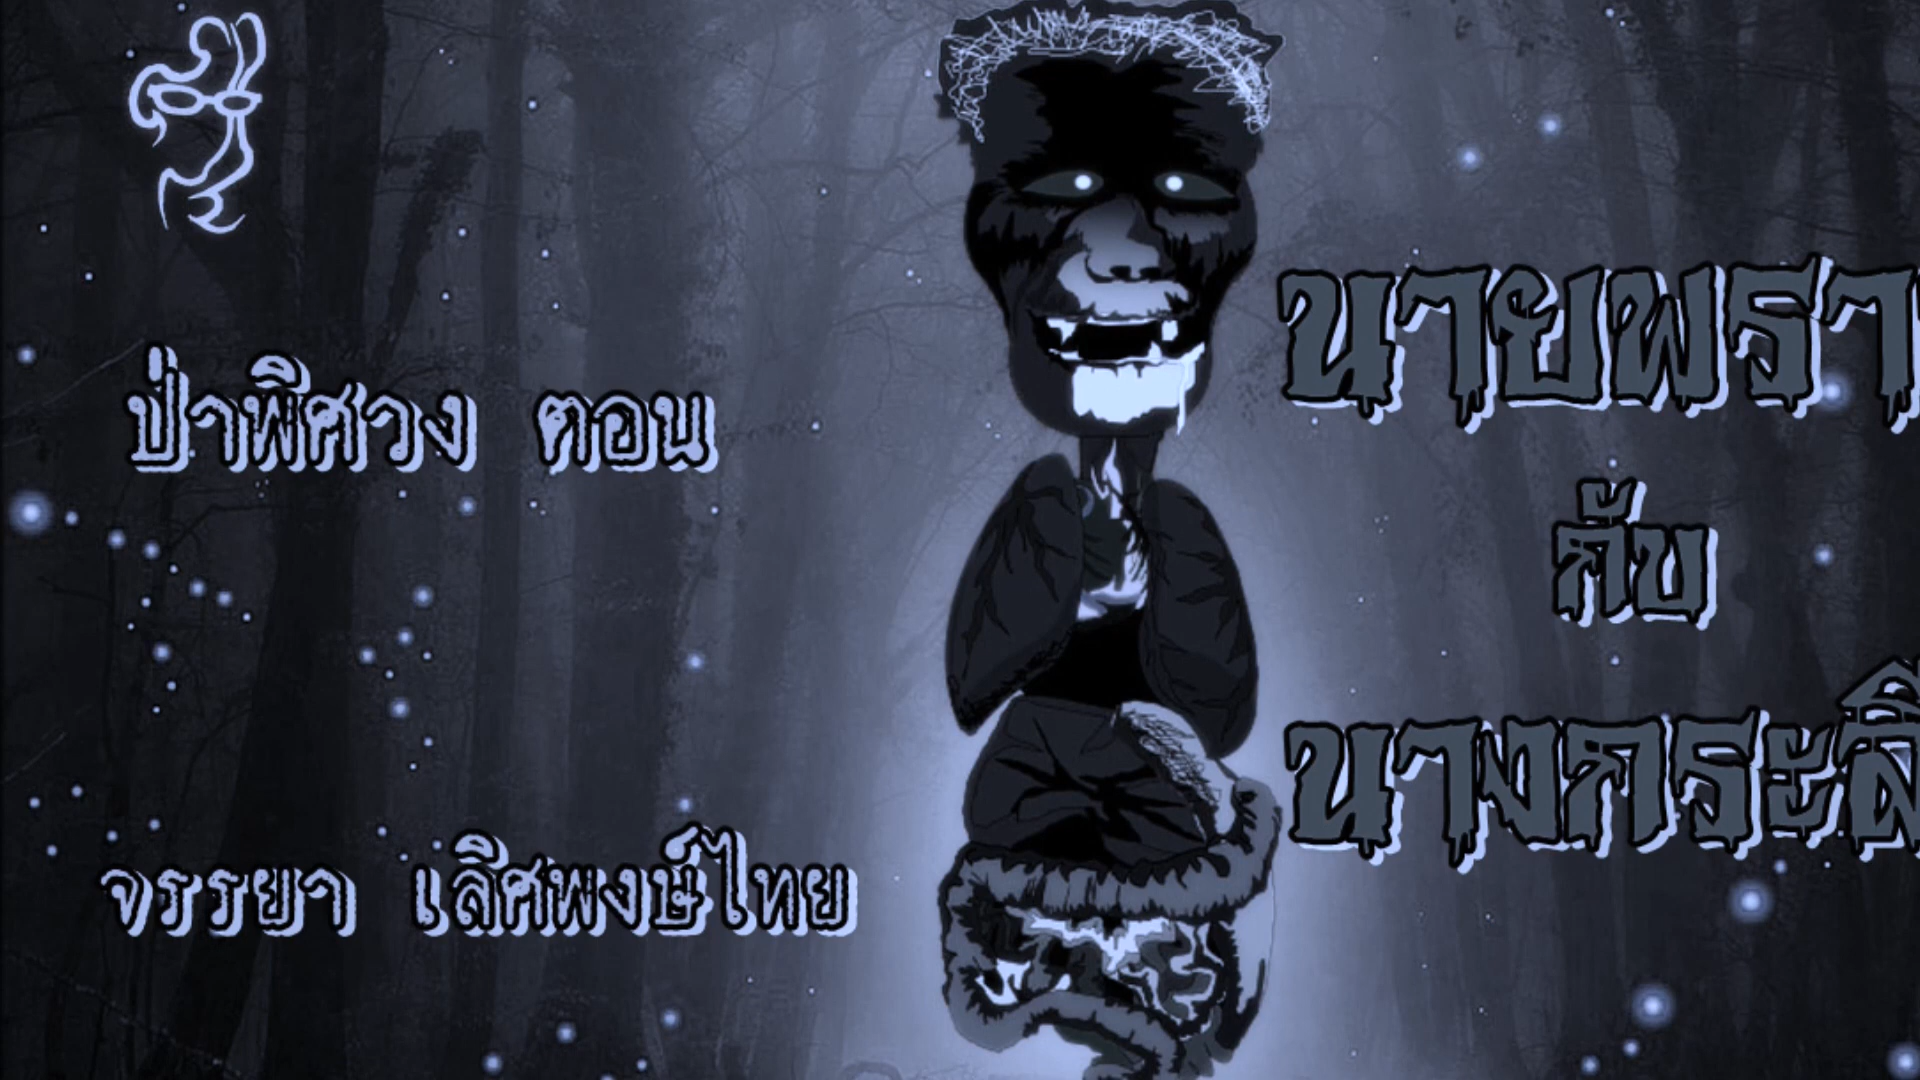 ป่าพิศวง ตอน
นายพรา
กับ
นางกระสื
จรรยา เลิศพงษ์ไทย